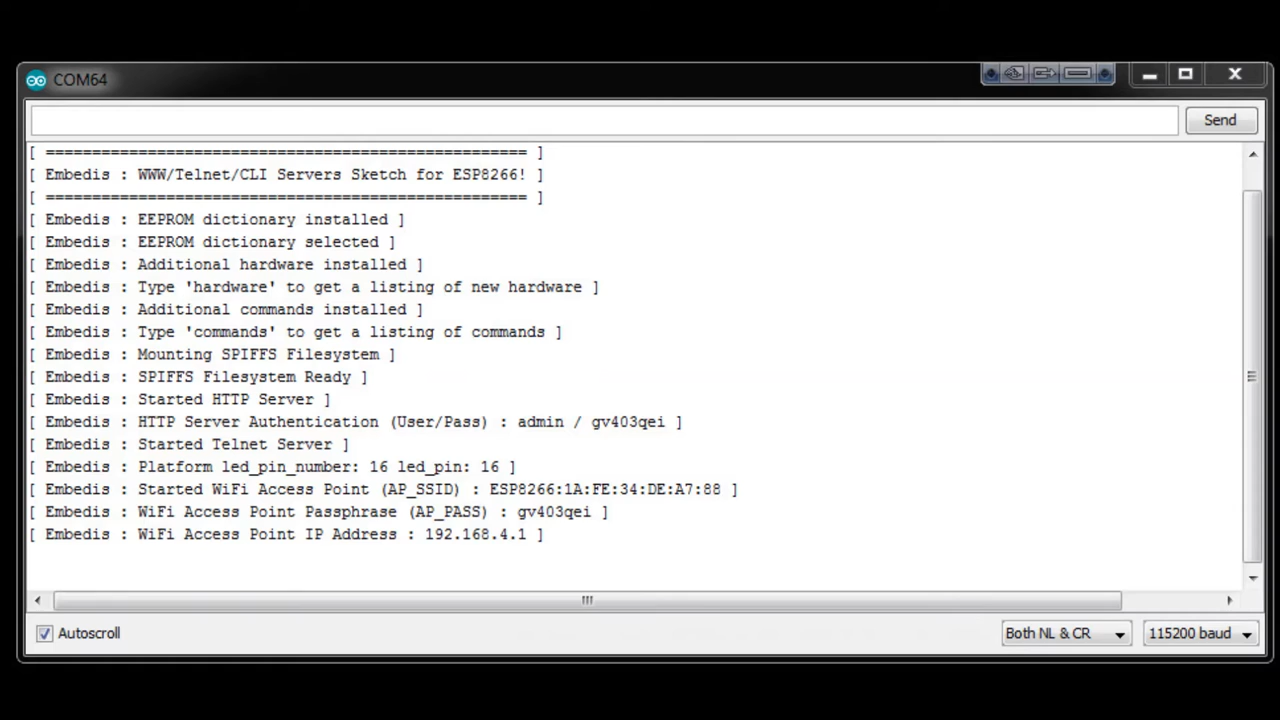 COM64
Send
[ ==================================================== ]
[ Embedis : WWW/Telnet/CLI Servers Sketch for ESP8266! ]
[ ==================================================== ]
[ Embedis : EEPROM dictionary installed ]
[ Embedis : EEPROM dictionary selected ]
[ Embedis : Additional hardware installed ]
[ Embedis : Type 'hardware' to get a listing of new hardware ]
[ Embedis : Additional commands installed ]
[ Embedis : Type 'commands' to get a listing of commands ]
[ Embedis : Mounting SPIFFS Filesystem ]
[ Embedis : SPIFFS Filesystem Ready ]
[ Embedis : Started HTTP Server ]
[ Embedis : HTTP Server Authentication (User/Pass) : admin / gv403qei ]
[ Embedis : Started Telnet Server ]
[ Embedis : Platform led_pin_number: 16 led_pin: 16 ]
[ Embedis : Started WiFi Access Point (AP_SSID) : ESP8266:1A:FE:34:DE:A7:88 ]
[ Embedis : WiFi Access Point Passphrase (AP_PASS) : gv403qei ]
[ Embedis : WiFi Access Point IP Address : 192.168.4.1 ]
Autoscroll
Both NL & CR
115200 baud